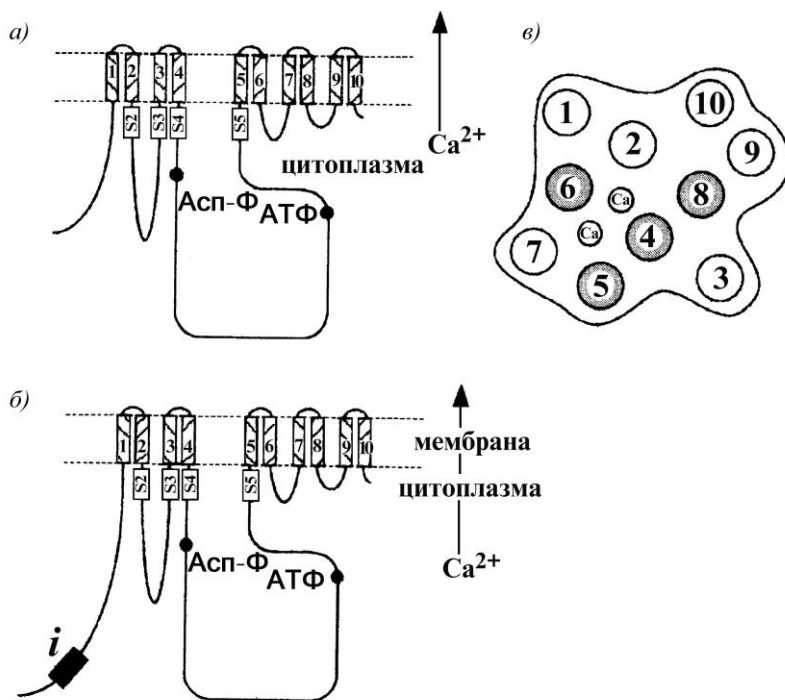 а)
1 2 3 4 5 6 7 8 9 10
S2 S3 S4 S5
Ca2+
цитоплазма
Асп-Ф
АТФ
в)
1
10
2
9
6
Ca
8
Ca
4
7
3
5
б)
1 2 3 4 5 6 7 8 9 10
мембрана
S2 S3 S4 S5
цитоплазма
Асп-Ф
АТФ
Ca2+
i